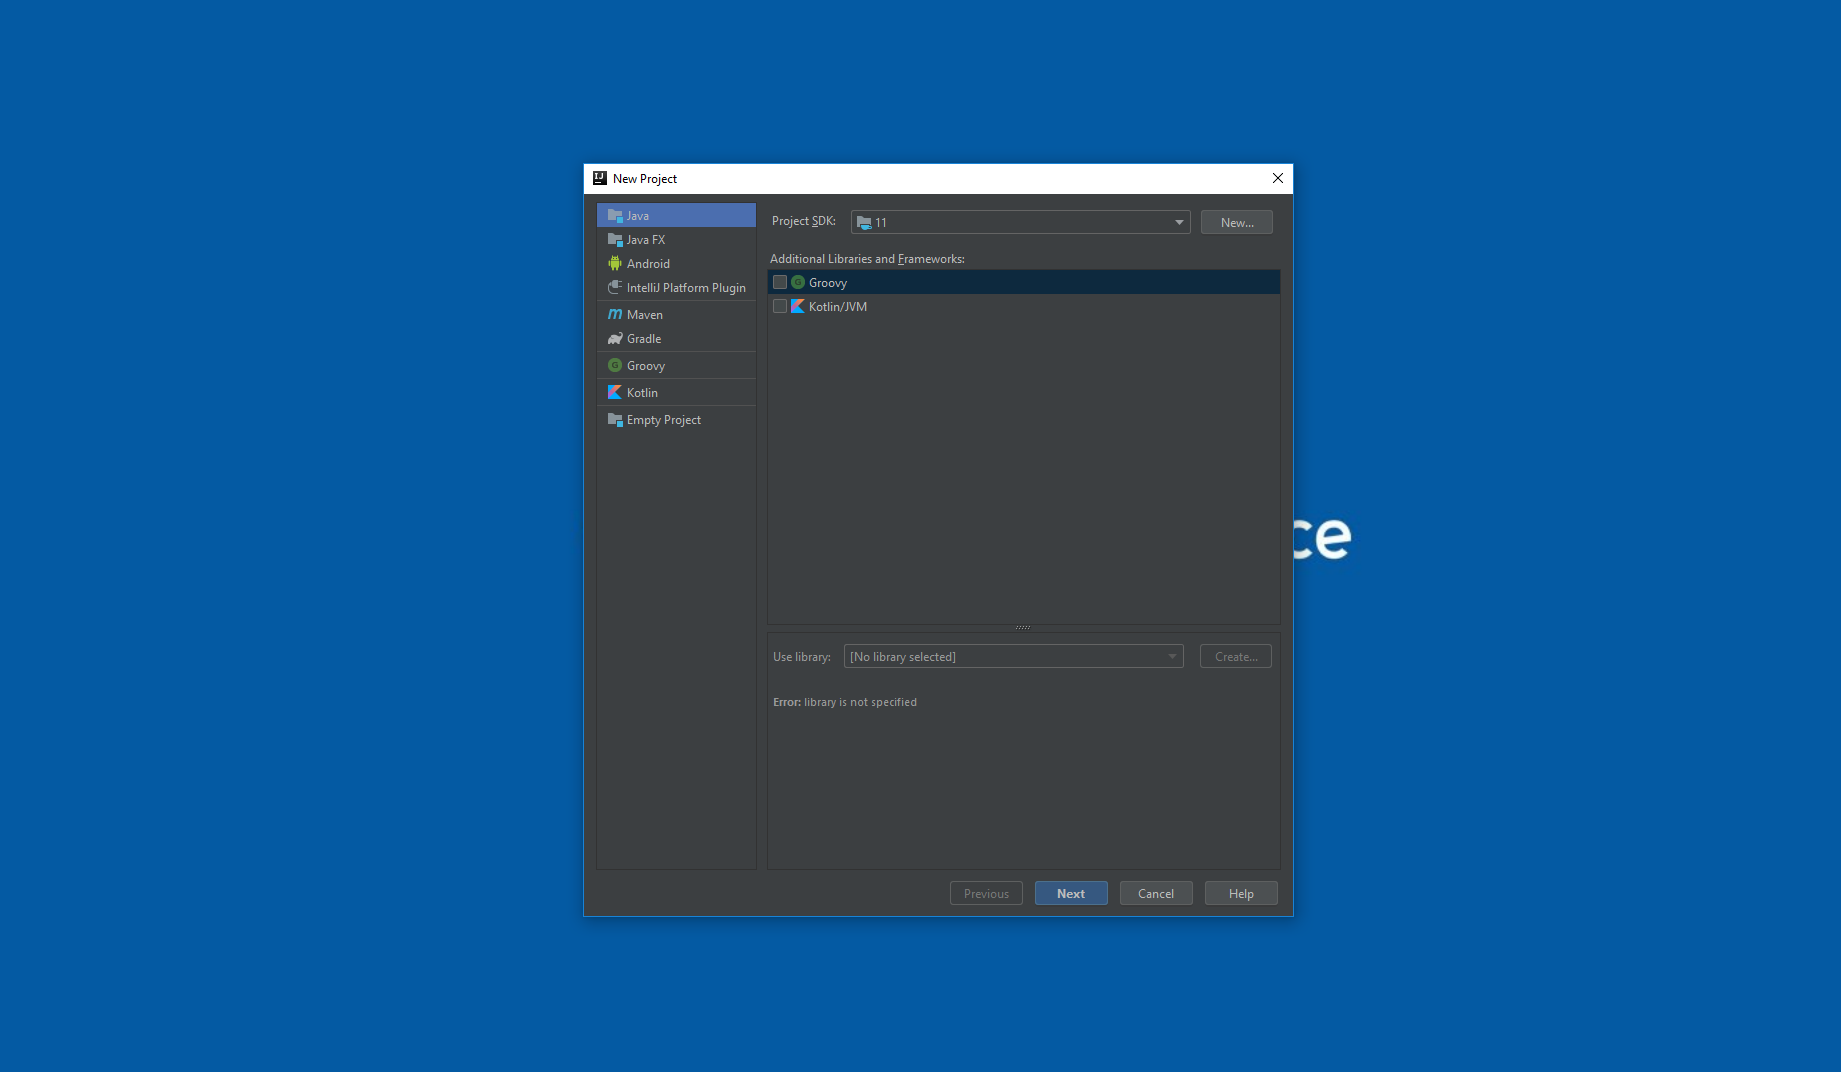 New Project
Java
Java FX
Android
IntelliJ Platform Plugin
Maven
Gradle
Groovy
Kotlin
Empty Project
Project SDK: 11 New...
Additional Libraries and Frameworks:
Groovy
Kotlin/JVM
Use library: [No library selected] Create...
Error: library is not specified
Previous Next Cancel Help
ce